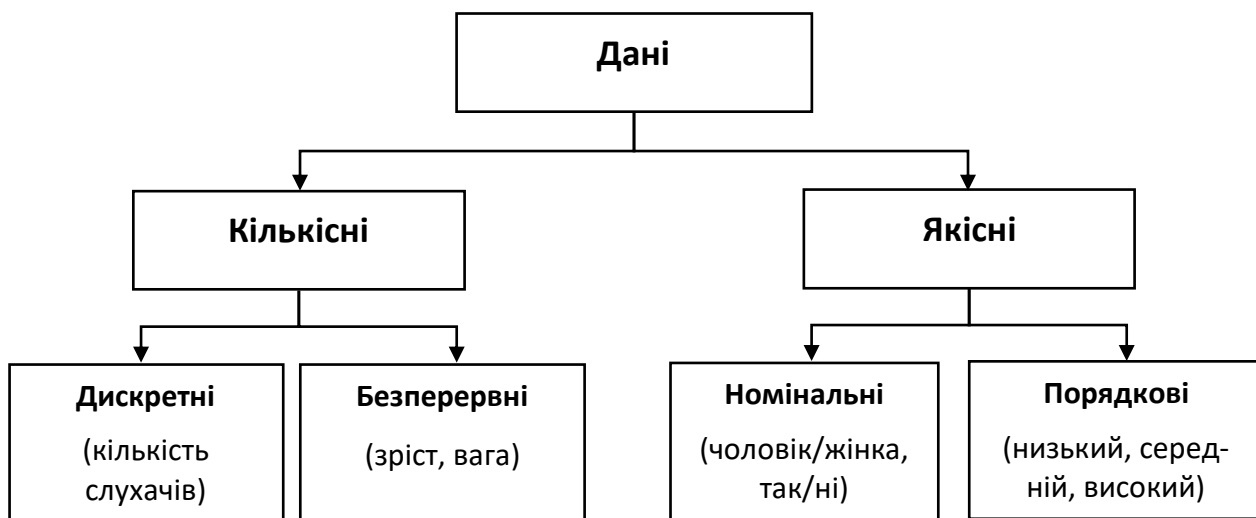 Дані
Кількісні
Якісні
Дискретні
(кількість
слухачів)
Безперервні
(зріст, вага)
Номінальні
(чоловік/жінка,
так/ні)
Порядкові
(низький, серед-
ній, високий)